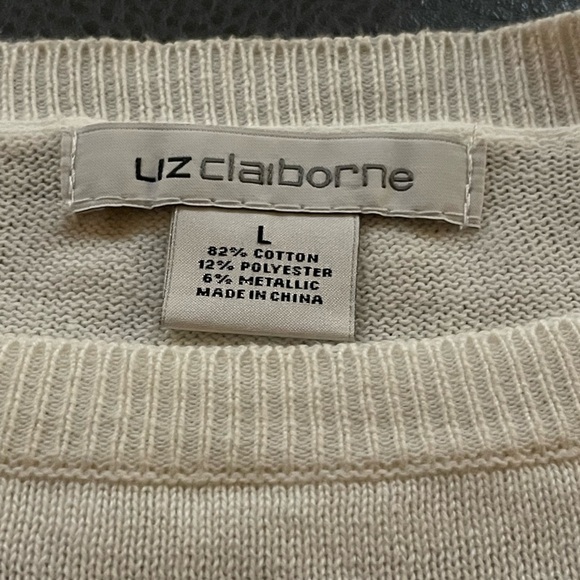 LIZ claiborne
L
82% COTTON
12% POLYESTER
6% METALLIC
MADE IN CHINA